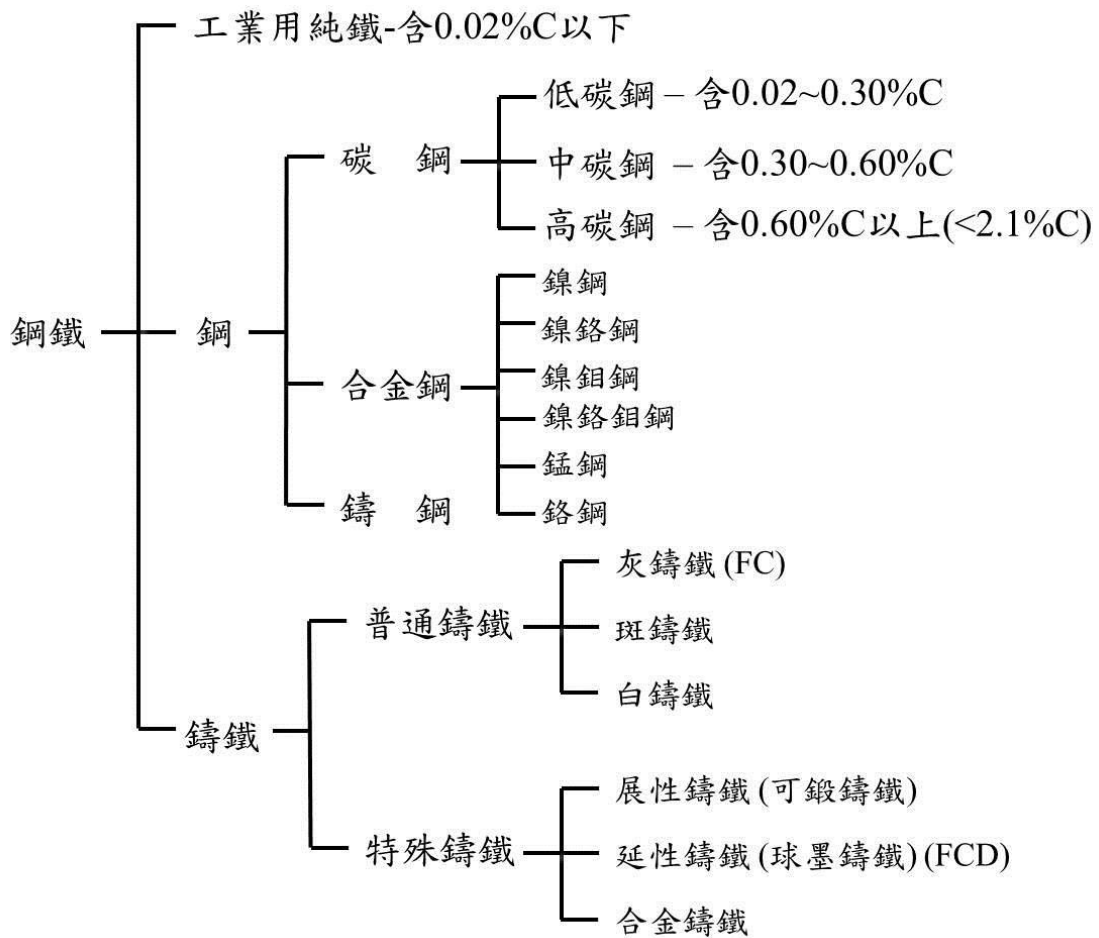 鋼鐵
工業用純鐵-含0.02%C以下
鋼
碳 鋼
低碳鋼 – 含0.02~0.30%C
中碳鋼 – 含0.30~0.60%C
高碳鋼 – 含0.60%C以上(<2.1%C)
合金鋼
鎳鋼
鎳鉻鋼
鎳鉬鋼
鎳鉻鉬鋼
錳鋼
鉻鋼
鑄 鋼
鑄鐵
普通鑄鐵
灰鑄鐵 (FC)
斑鑄鐵
白鑄鐵
特殊鑄鐵
展性鑄鐵 (可鍛鑄鐵)
延性鑄鐵 (球墨鑄鐵) (FCD)
合金鑄鐵